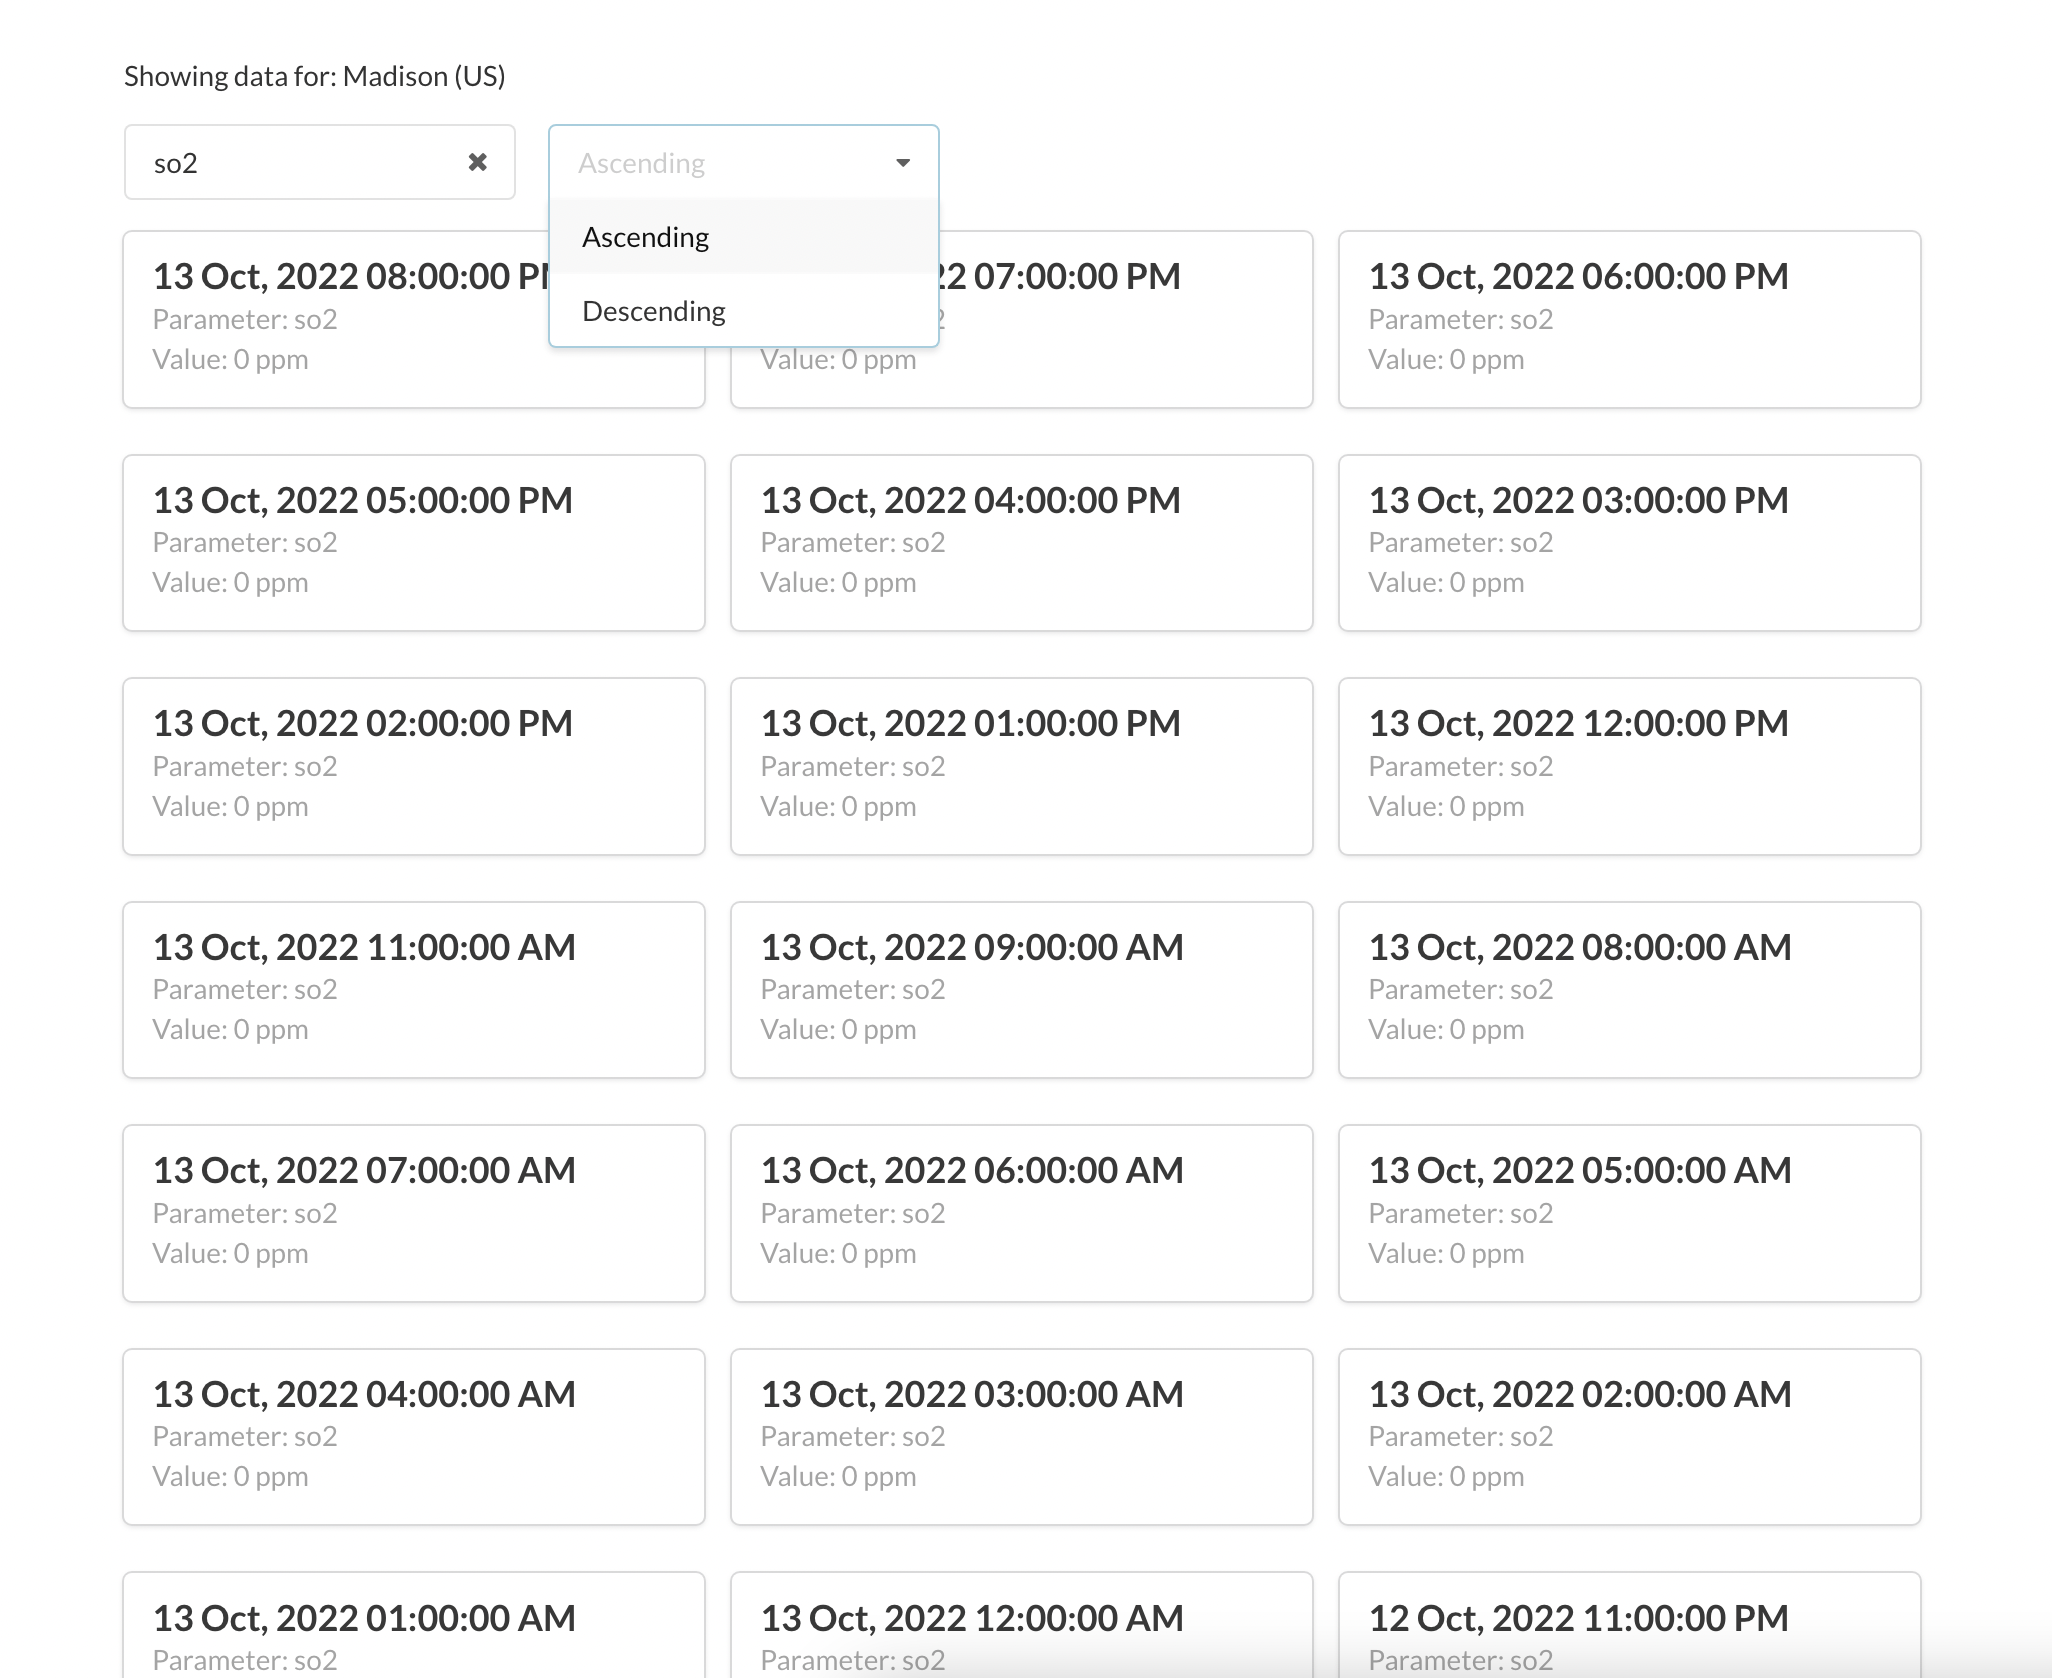 Showing data for: Madison (US)
so2
Ascending
Ascending
Descending
13 Oct, 2022 08:00:00
Parameter: so2
Value: 0 ppm
07:00:00 PM
Value: 0 ppm
13 Oct, 2022 06:00:00 PM
Parameter: so2
Value: 0 ppm
13 Oct, 2022 05:00:00 PM
Parameter: so2
Value: 0 ppm
13 Oct, 2022 04:00:00 PM
Parameter: so2
Value: 0 ppm
13 Oct, 2022 03:00:00 PM
Parameter: so2
Value: 0 ppm
13 Oct, 2022 02:00:00 PM
Parameter: so2
Value: 0 ppm
13 Oct, 2022 01:00:00 PM
Parameter: so2
Value: 0 ppm
13 Oct, 2022 12:00:00 PM
Parameter: so2
Value: 0 ppm
13 Oct, 2022 11:00:00 AM
Parameter: so2
Value: 0 ppm
13 Oct, 2022 09:00:00 AM
Parameter: so2
Value: 0 ppm
13 Oct, 2022 08:00:00 AM
Parameter: so2
Value: 0 ppm
13 Oct, 2022 07:00:00 AM
Parameter: so2
Value: 0 ppm
13 Oct, 2022 06:00:00 AM
Parameter: so2
Value: 0 ppm
13 Oct, 2022 05:00:00 AM
Parameter: so2
Value: 0 ppm
13 Oct, 2022 04:00:00 AM
Parameter: so2
Value: 0 ppm
13 Oct, 2022 03:00:00 AM
Parameter: so2
Value: 0 ppm
13 Oct, 2022 02:00:00 AM
Parameter: so2
Value: 0 ppm
13 Oct, 2022 01:00:00 AM
Parameter: so2
13 Oct, 2022 12:00:00 AM
Parameter: so2
12 Oct, 2022 11:00:00 PM
Parameter: so2